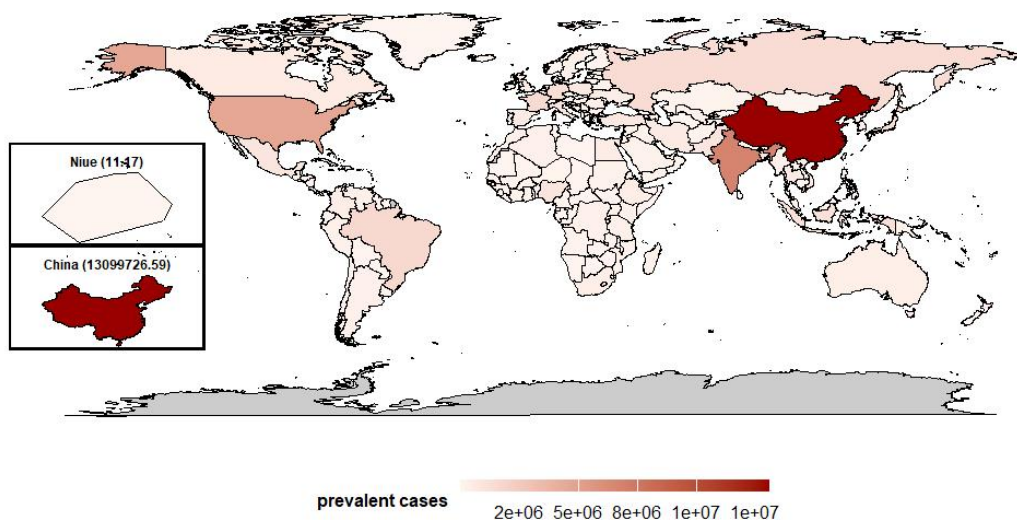 Niue (11.17)
China (13099726.59)
prevalent cases
2e+06 5e+06 8e+06 1e+07 1e+07